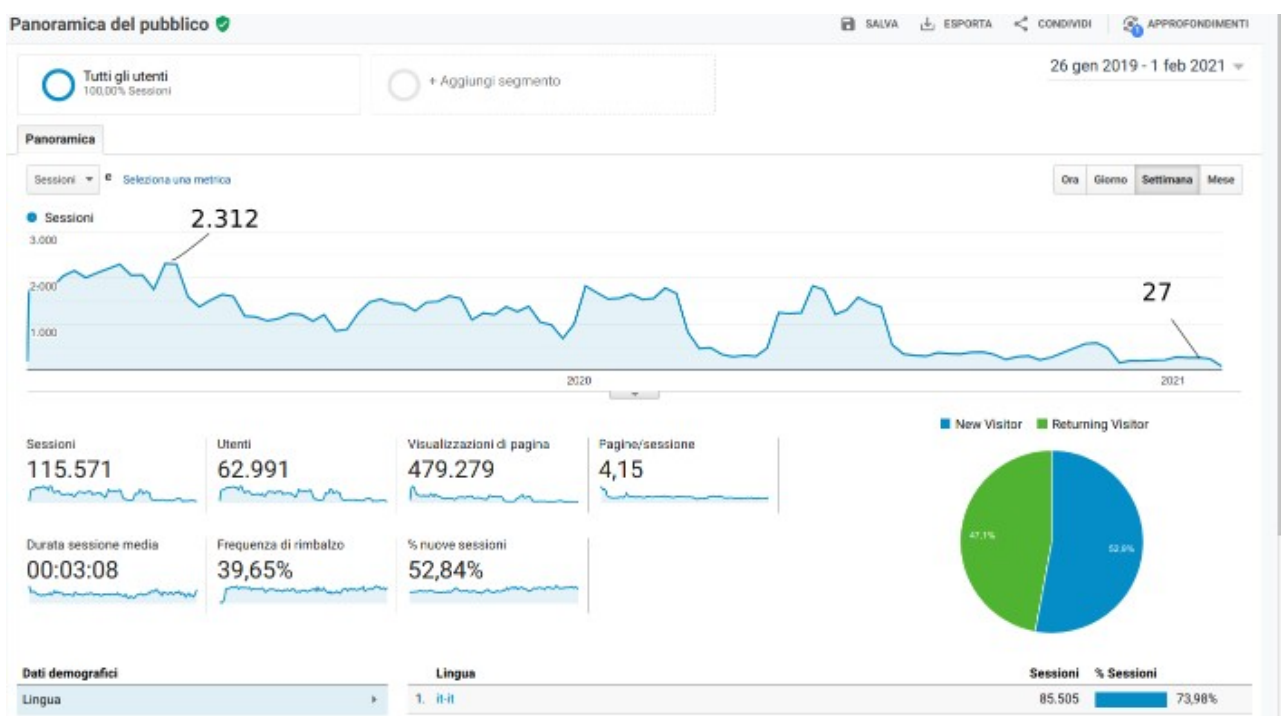 Panoramica del pubblico
SALVA ESPORTA CONDIVIDI APPROFONDIMENTI
1
Tutti gli utenti
100,00% Sessioni
+ Aggiungi segmento
26 gen 2019 - 1 feb 2021
Panoramica
Sessioni e Seleziona una metrica
Ora Giorno Settimana Mese
Sessioni
2.312
3.000
2.000
27
1.000
2020 2021
New Visitor Returning Visitor
Sessioni
115.571
Utenti
62.991
Visualizzazioni di pagina
479.279
Pagine/sessione
4,15
47,1%
52,9%
Durata sessione media
00:03:08
Frequenza di rimbalzo
39,65%
% nuove sessioni
52,84%
Dati demografici
Lingua
Lingua Sessioni % Sessioni
1. it-it 85.505 73,98%